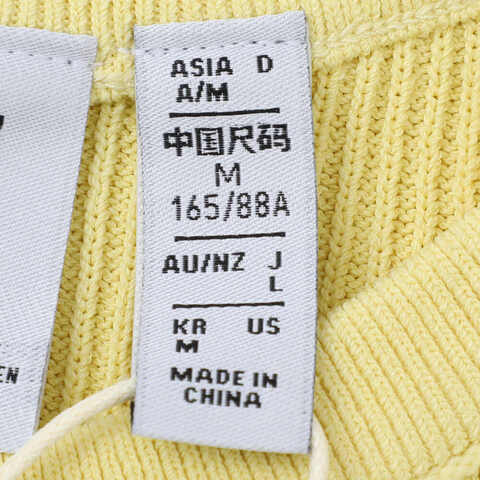 ASIA D
A/M
中国尺码
M
165/88A
AU/NZ J
L
KR US
M
MADE IN
CHINA
EN